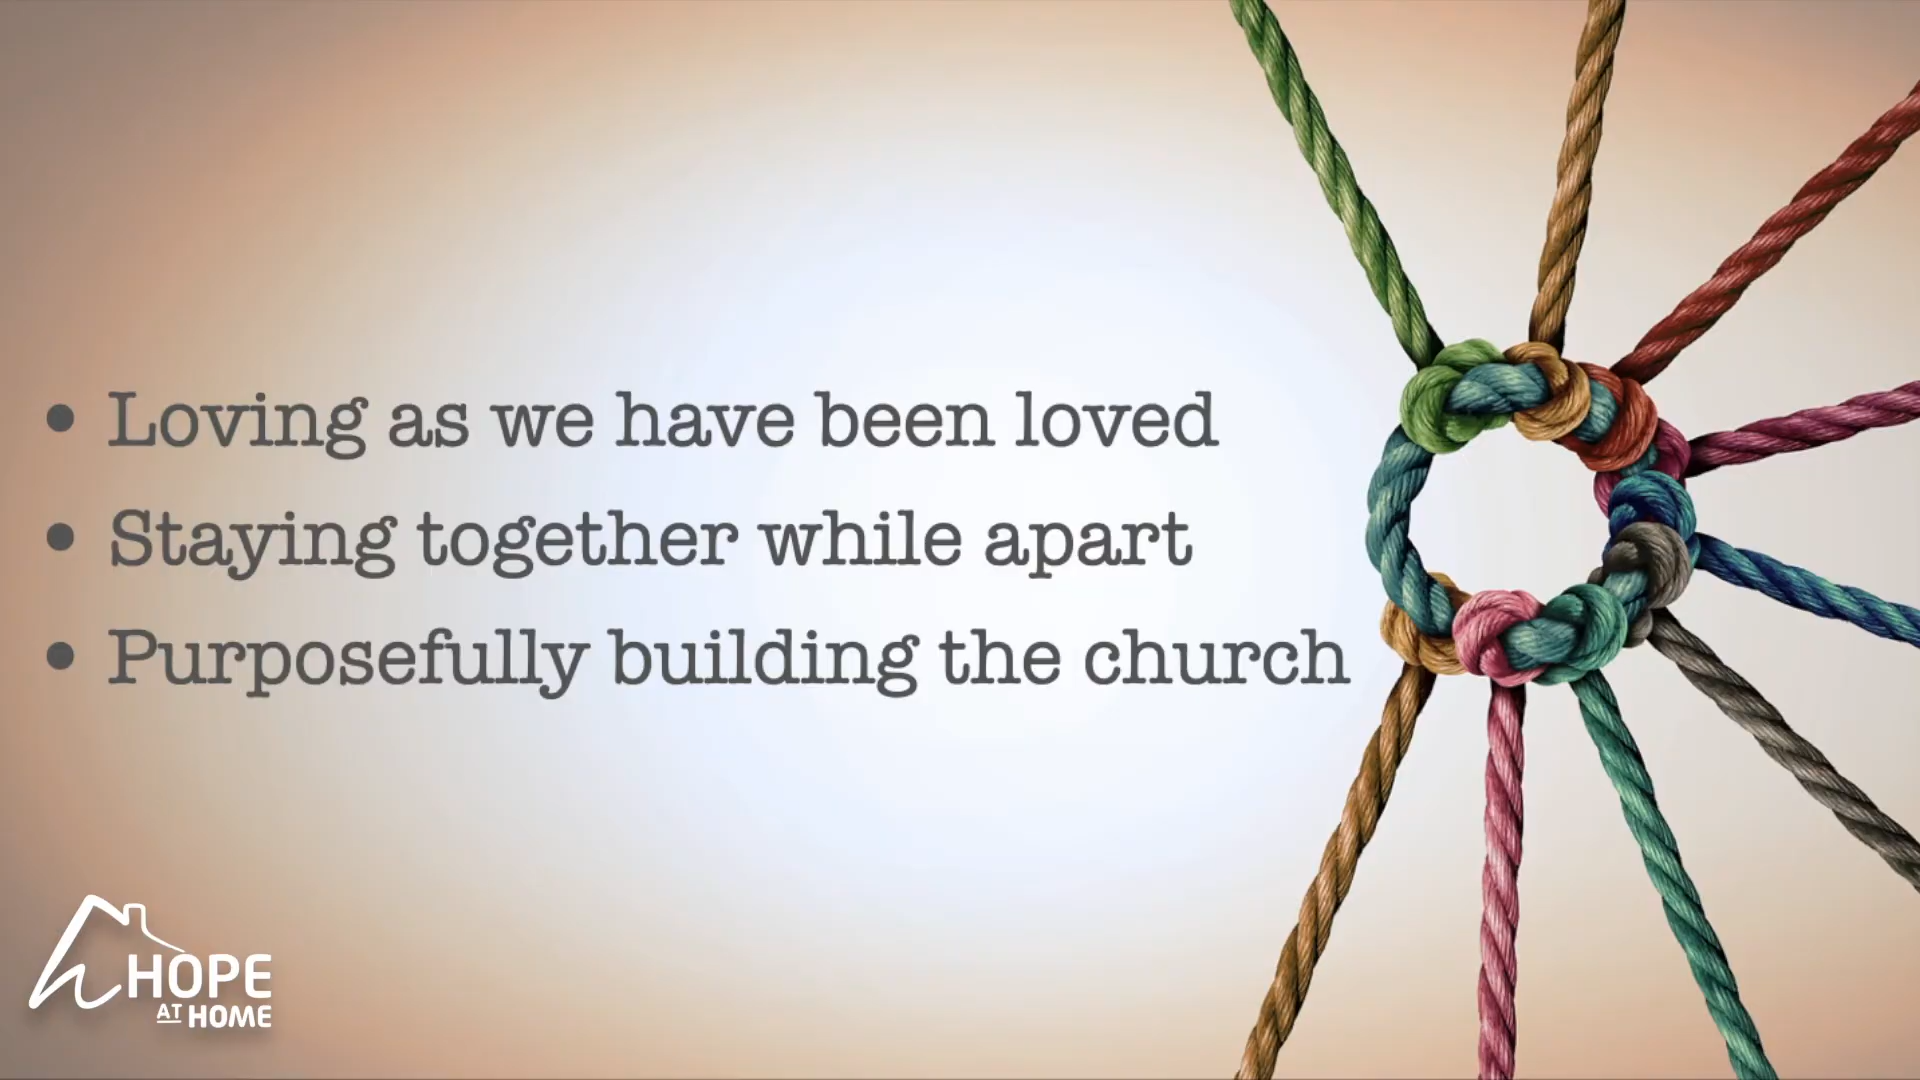 • Loving as we have been loved
• Staying together while apart
• Purposefully building the church
HOPE
AT HOME